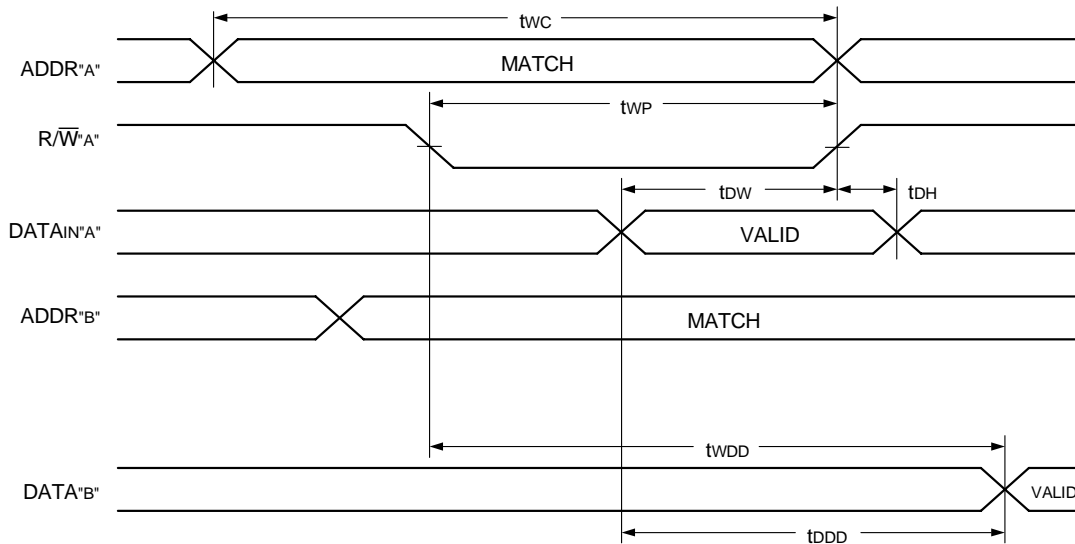 tWC
ADDR"A" MATCH
tWP
R/W̅"A"
tDW tDH
DATAIN"A" VALID
ADDR"B" MATCH
tWDD
DATA"B" VALID
tDDD